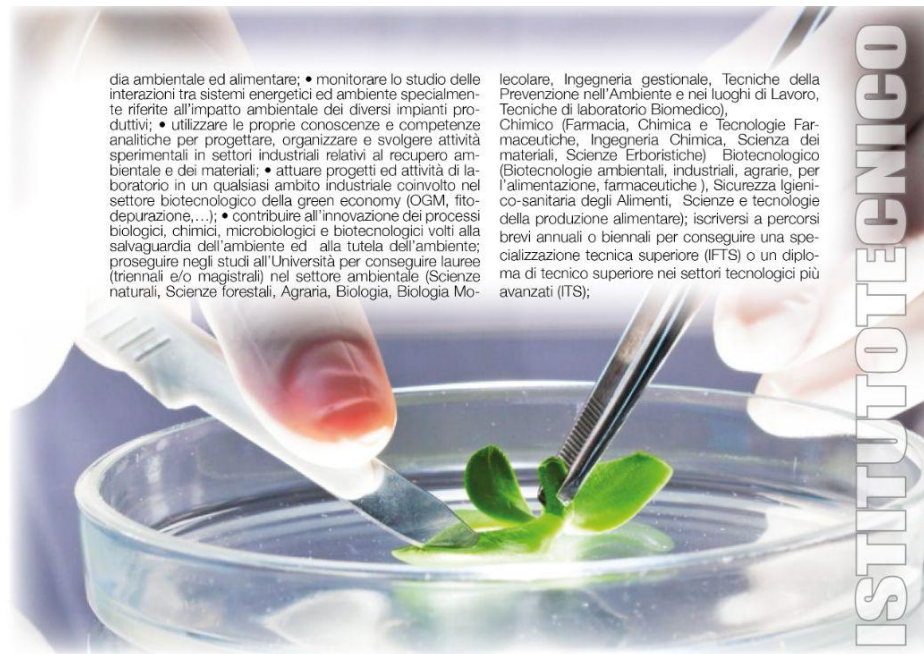 dia ambientale ed alimentare; • monitorare lo studio delle
interazioni tra sistemi energetici ed ambiente specialmen-
te riferite all'impatto ambientale dei diversi impianti pro-
duttivi; • utilizzare le proprie conoscenze e competenze
analitiche per progettare, organizzare e svolgere attività
sperimentali in settori industriali relativi al recupero am-
bientale e dei materiali; • attuare progetti ed attività di la-
boratorio in un qualsiasi ambito industriale coinvolto nel
settore biotecnologico della green economy (OGM, fito-
depurazione,…); • contribuire all'innovazione dei processi
biologici, chimici, microbiologici e biotecnologici volti alla
salvaguardia dell'ambiente ed alla tutela dell'ambiente;
proseguire negli studi all'Università per conseguire lauree
(triennali e/o magistrali) nel settore ambientale (Scienze
naturali, Scienze forestali, Agraria, Biologia, Biologia Mo-
lecolare, Ingegneria gestionale, Tecniche della
Prevenzione nell'Ambiente e nei luoghi di Lavoro,
Tecniche di laboratorio Biomedico),
Chimico (Farmacia, Chimica e Tecnologie Far-
maceutiche, Ingegneria Chimica, Scienza dei
materiali, Scienze Erboristiche) Biotecnologico
(Biotecnologie ambientali, industriali, agrarie, per
l'alimentazione, farmaceutiche ), Sicurezza Igieni-
co-sanitaria degli Alimenti, Scienze e tecnologie
della produzione alimentare); iscriversi a percorsi
brevi annuali o biennali per conseguire una spe-
cializzazione tecnica superiore (IFTS) o un diplo-
ma di tecnico superiore nei settori tecnologici più
avanzati (ITS);
ISTITUTOTECNICO